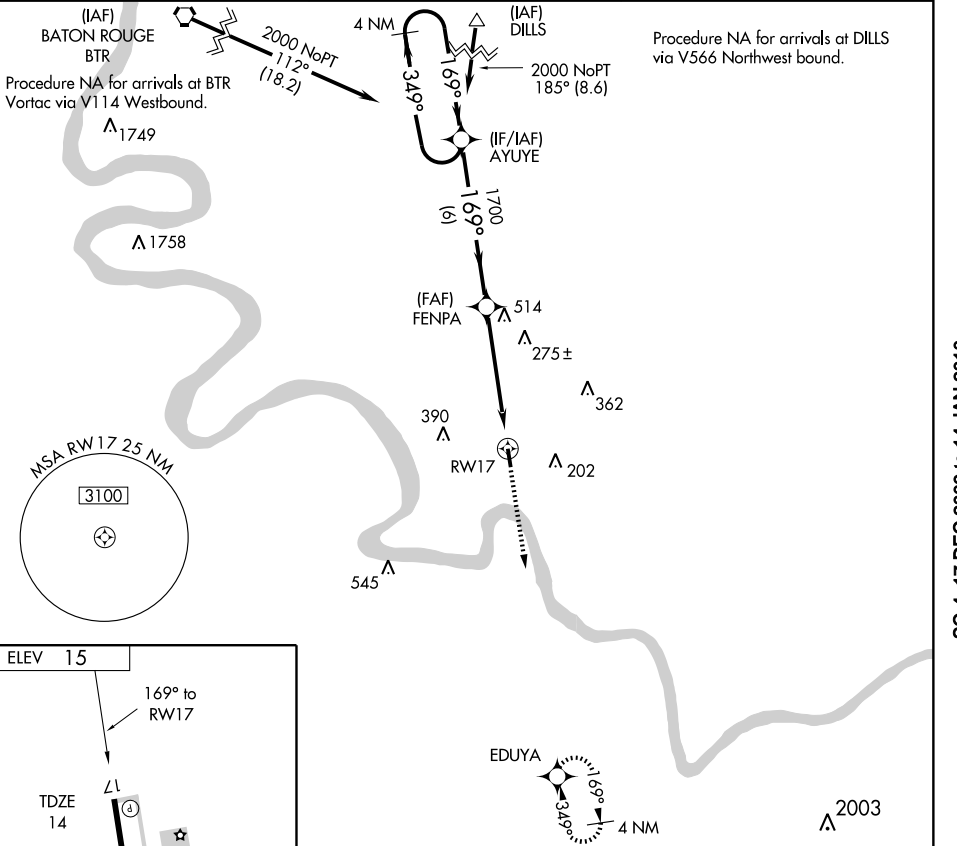 (IAF)
BATON ROUGE
BTR
Procedure NA for arrivals at BTR
Vortac via V114 Westbound.
2000 NoPT
112°
(18.2)
4 NM
349°
169°
(IAF)
DILLS
2000 NoPT
185° (8.6)
Procedure NA for arrivals at DILLS
via V566 Northwest bound.
(IF/IAF)
AYUYE
1749
1700
169°
(6)
1758
(FAF)
FENPA
514
275±
362
390
RW17
202
MSA RW17 25 NM
3100
545
ELEV 15
169° to
RW17
17
TDZE
14
P
EDUYA
169°
349°
4 NM
2003